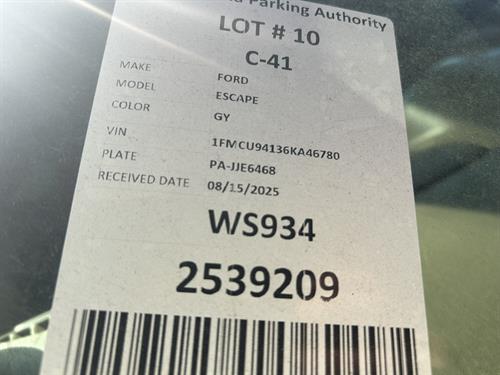 Parking Authority
LOT # 10
C-41
MAKE FORD
MODEL ESCAPE
COLOR GY
VIN 1FMCU94136KA46780
PLATE PA-JJE6468
RECEIVED DATE 08/15/2025
WS934
2539209